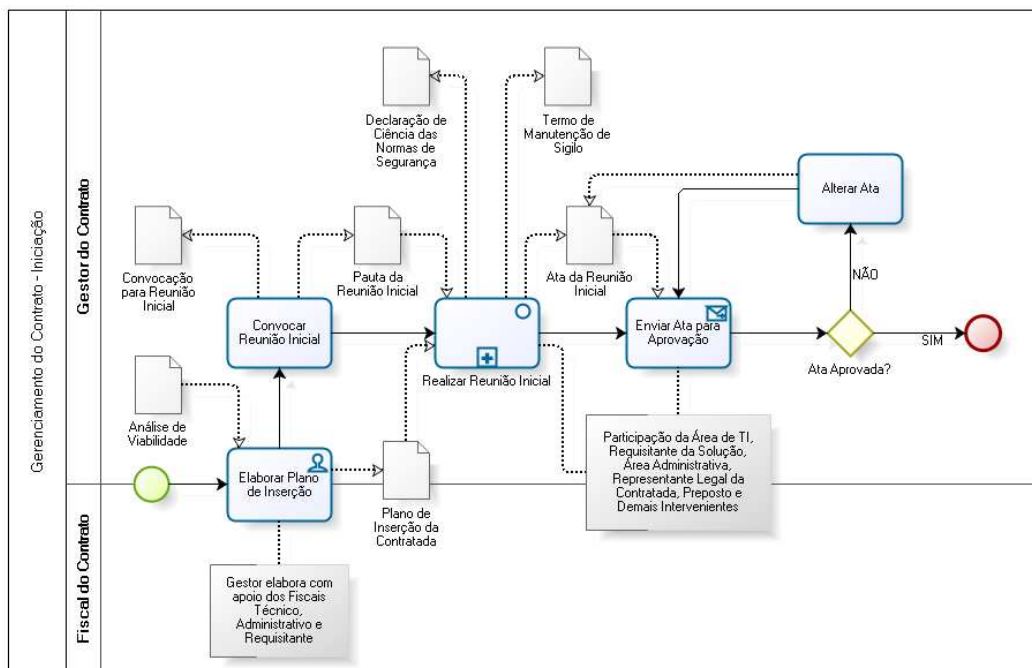 Gerenciamento do Contrato - Iniciação
Gestor do Contrato
Fiscal do Contrato
Declaração de
Ciência das
Normas de
Segurança
Termo de
Manutenção de
Sigilo
Alterar Ata
Convocação
para Reunião
Inicial
Pauta da
Reunião Inicial
Ata da Reunião
Inicial
NÃO
Convocar
Reunião Inicial
Realizar Reunião Inicial
Enviar Ata para
Aprovação
SIM
Ata Aprovada?
Análise de
Viabilidade
Elaborar Plano
de Inserção
Plano de
Inserção da
Contratada
Participação da Área de TI,
Requisitante da Solução,
Área Administrativa,
Representante Legal da
Contratada, Preposto e
Demais Intervenientes
Gestor elabora com
apoio dos Fiscais
Técnico,
Administrativo e
Requisitante